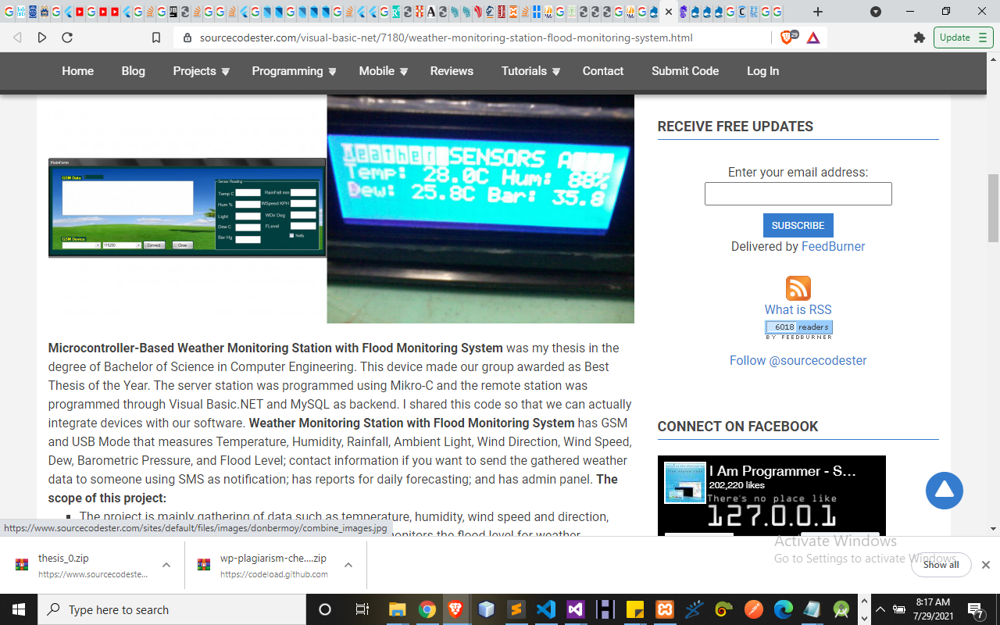 sourcecodester.com/visual-basic-net/7180/weather-monitoring-station-flood-monitoring-system.html
29
Update
Home Blog Projects Programming Mobile Reviews Tutorials Contact Submit Code Log In
MainForm
GSM Data
Sensor Reading
Temp C
RainFall mm
Hum %
WSpeed KPH
Light
WDir Deg
Dew C
FLevel
Bar Hg
Notify
GSM Device
115200
Connect
Close
Weather SENSORS
Temp: 28.0C Hum: 88%
Dew: 25.8C Bar: 35.8
Microcontroller-Based Weather Monitoring Station with Flood Monitoring System was my thesis in the
degree of Bachelor of Science in Computer Engineering. This device made our group awarded as Best
Thesis of the Year. The server station was programmed using Mikro-C and the remote station was
programmed through Visual Basic.NET and MySQL as backend. I shared this code so that we can actually
integrate devices with our software. Weather Monitoring Station with Flood Monitoring System has GSM
and USB Mode that measures Temperature, Humidity, Rainfall, Ambient Light, Wind Direction, Wind Speed,
Dew, Barometric Pressure, and Flood Level; contact information if you want to send the gathered weather
data to someone using SMS as notification; has reports for daily forecasting; and has admin panel. The
scope of this project:
The project is mainly gathering of data such as temperature, humidity, wind speed and direction,
monitors the flood level for weather
RECEIVE FREE UPDATES
Enter your email address:
SUBSCRIBE
Delivered by FeedBurner
What is RSS
6018 readers
BY FEEDBURNER
Follow @sourcecodester
CONNECT ON FACEBOOK
I Am Programmer - S...
202,220 likes
There's no place like
127.0.0.1
https://www.sourcecodester.com/sites/default/files/images/donbermoy/combine_images.jpg
Activate Windows
Go to Settings to activate Windows.
thesis_0.zip
https://www.sourcecodeste...
wp-plagiarism-che....zip
https://codeload.github.com
Show all
Type here to search
8:17 AM
7/29/2021
7